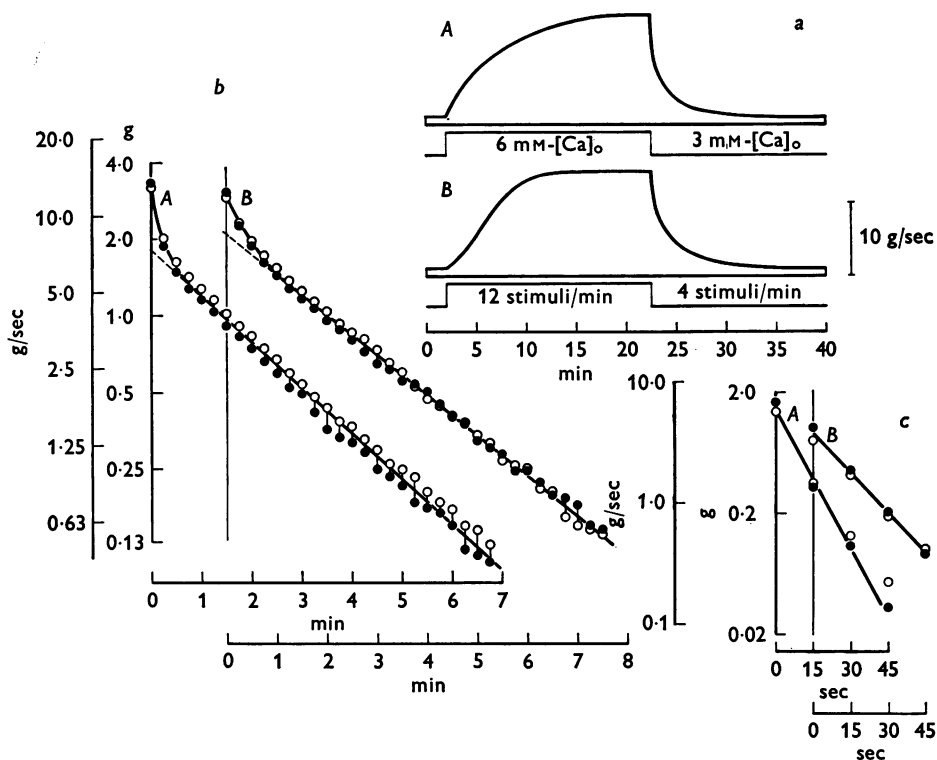 A
a
6 mM-[Ca]o
3 mM-[Ca]o
B
10 g/sec
12 stimuli/min
4 stimuli/min
0 5 10 15 20 25 30 35 40
min
b
20·0
10·0
5·0
2·5
1·25
0·63
g/sec
g
4·0
2·0
1·0
0·5
0·25
0·13
A
B
0 1 2 3 4 5 6 7
min
0 1 2 3 4 5 6 7 8
min
c
10·0
1·0
0·1
g/sec
2·0
0·2
0·02
g
A
B
0 15 30 45
sec
0 15 30 45
sec